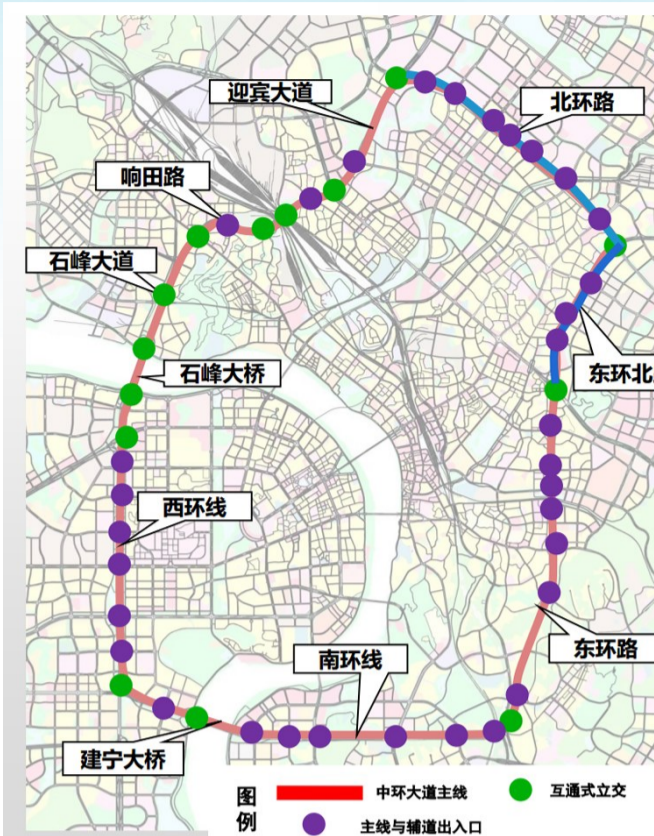 迎宾大道
北环路
响田路
石峰大道
石峰大桥
东环北
西环线
东环路
南环线
建宁大桥
图例
中环大道主线
互通式立交
主线与辅道出入口